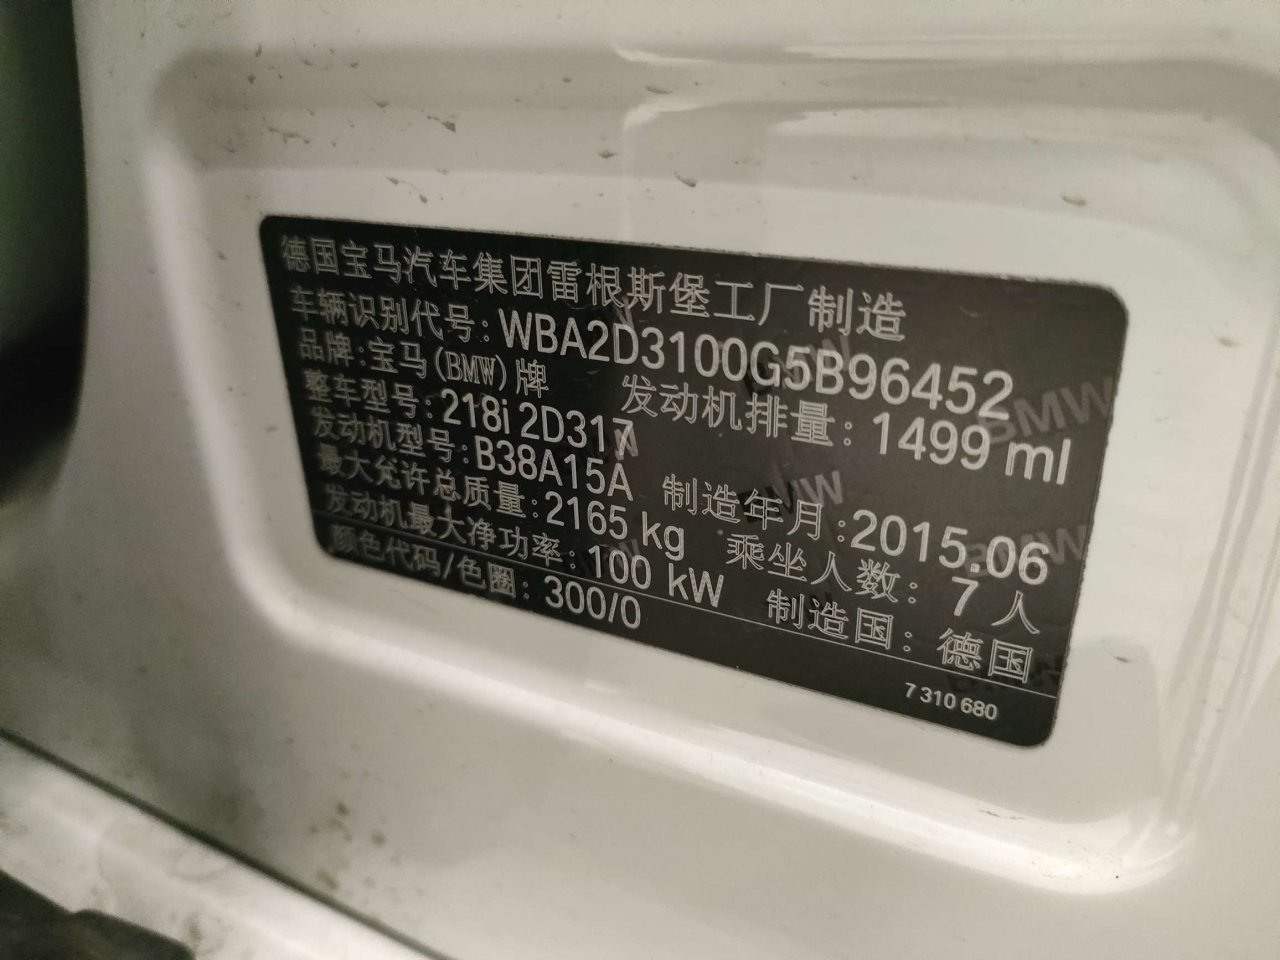 德国宝马汽车集团雷根斯堡工厂制造
车辆识别代号: WBA2D3100G5B96452
品牌: 宝马(BMW)牌 发动机排量: 1499 ml
整车型号: 218i 2D317
发动机型号: B38A15A 制造年月: 2015.06
最大允许总质量: 2165 kg 乘坐人数: 7 人
发动机最大净功率: 100 kW 制造国: 德国
颜色代码/色圈: 300/0
7 310 680